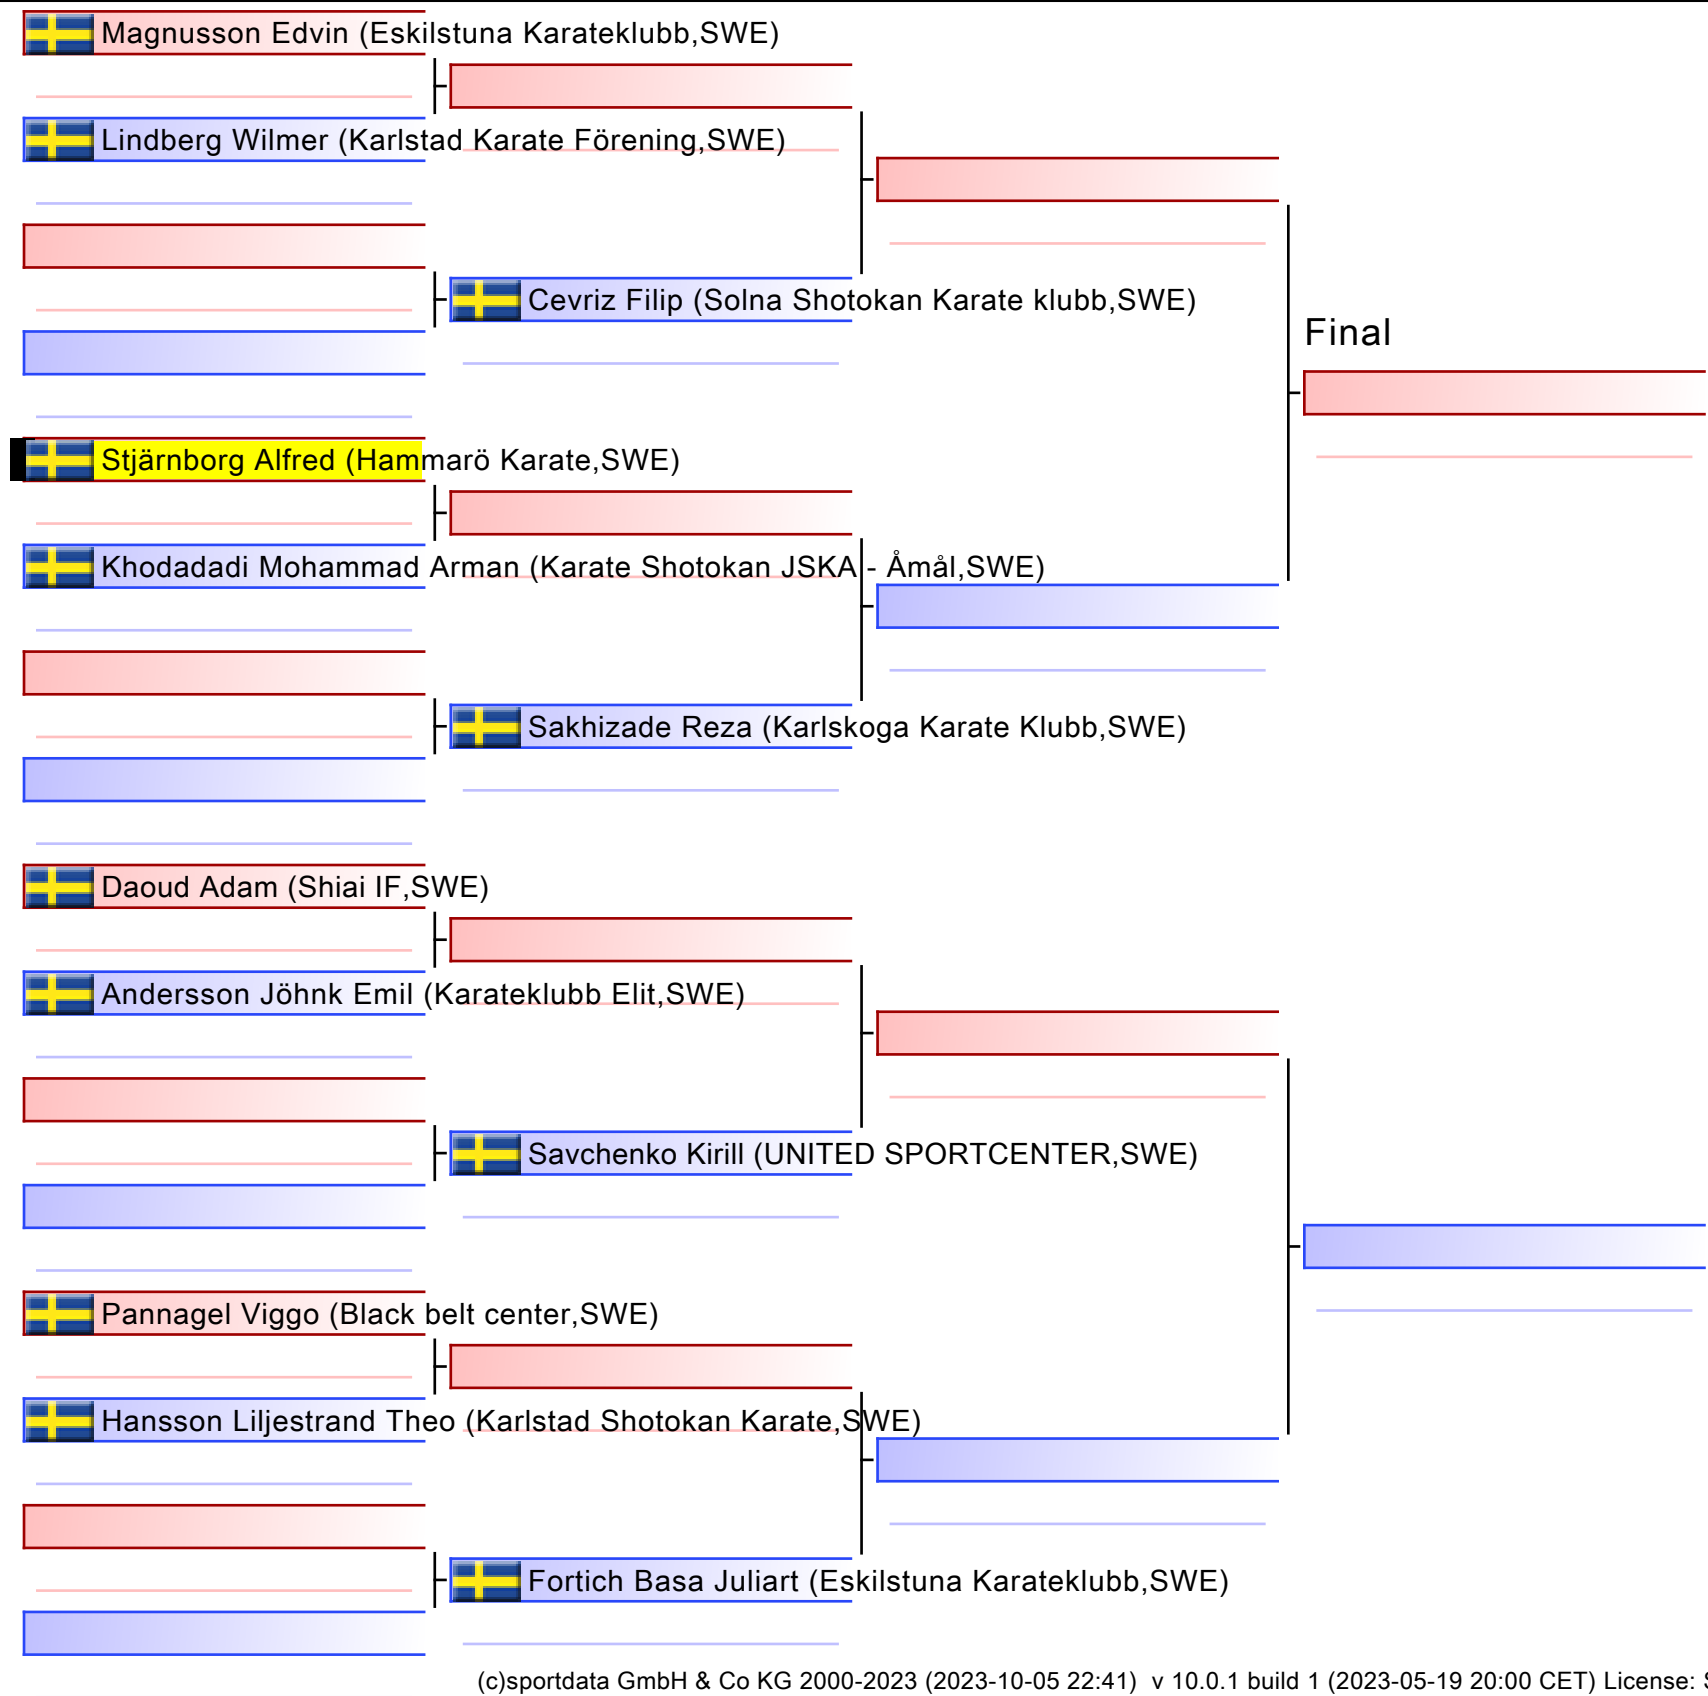 Magnusson Edvin (Eskilstuna Karateklubb,SWE)
Lindberg Wilmer (Karlstad Karate Förening,SWE)
Cevriz Filip (Solna Shotokan Karate klubb,SWE)
Final
Stjärnborg Alfred (Hammarö Karate,SWE)
Khodadadi Mohammad Arman (Karate Shotokan JSKA - Åmål,SWE)
Sakhizade Reza (Karlskoga Karate Klubb,SWE)
Daoud Adam (Shiai IF,SWE)
Andersson Jöhnk Emil (Karateklubb Elit,SWE)
Savchenko Kirill (UNITED SPORTCENTER,SWE)
Pannagel Viggo (Black belt center,SWE)
Hansson Liljestrand Theo (Karlstad Shotokan Karate,SWE)
Fortich Basa Juliart (Eskilstuna Karateklubb,SWE)
(c)sportdata GmbH & Co KG 2000-2023 (2023-10-05 22:41) v 10.0.1 build 1 (2023-05-19 20:00 CET) License: